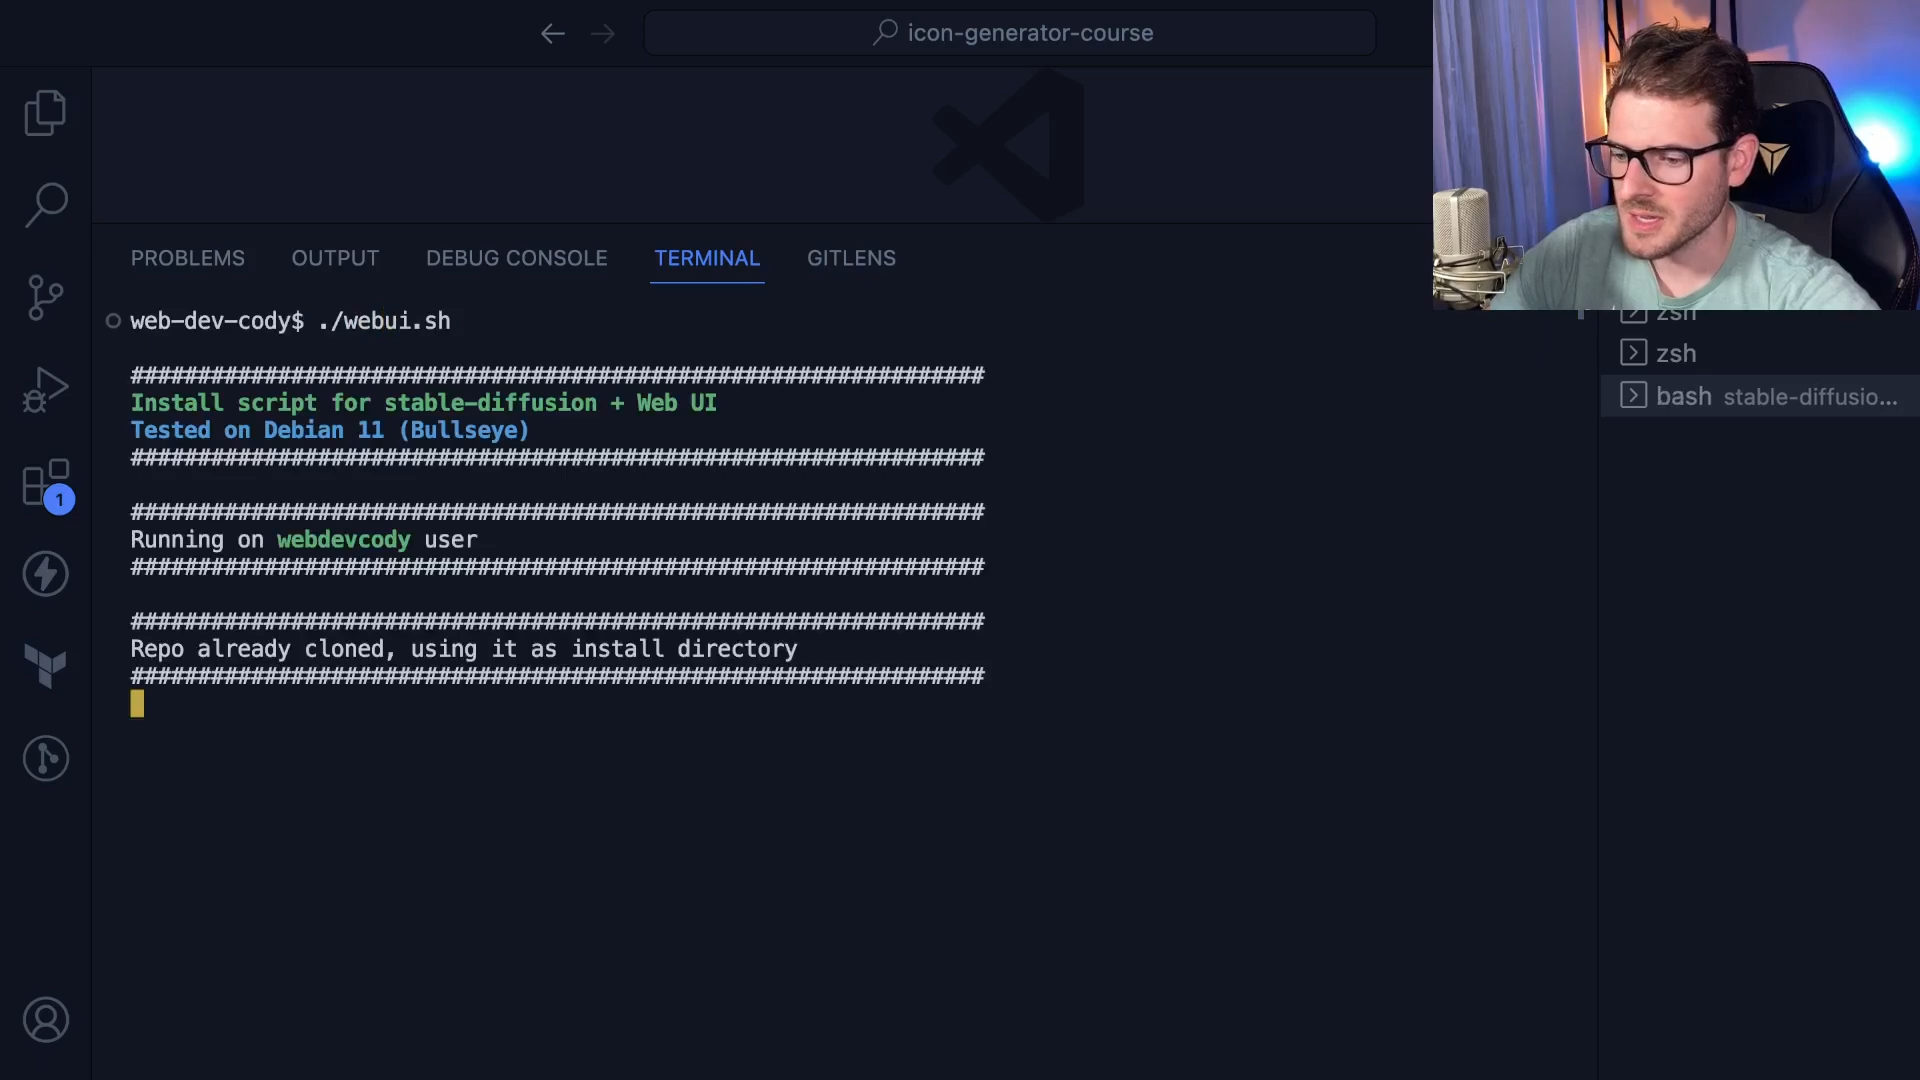 icon-generator-course
PROBLEMS OUTPUT DEBUG CONSOLE TERMINAL GITLENS
web-dev-cody$ ./webui.sh
################################################################
Install script for stable-diffusion + Web UI
Tested on Debian 11 (Bullseye)
################################################################
################################################################
Running on webdevcody user
################################################################
################################################################
Repo already cloned, using it as install directory
################################################################
zsh
zsh
bash stable-diffusio...
1